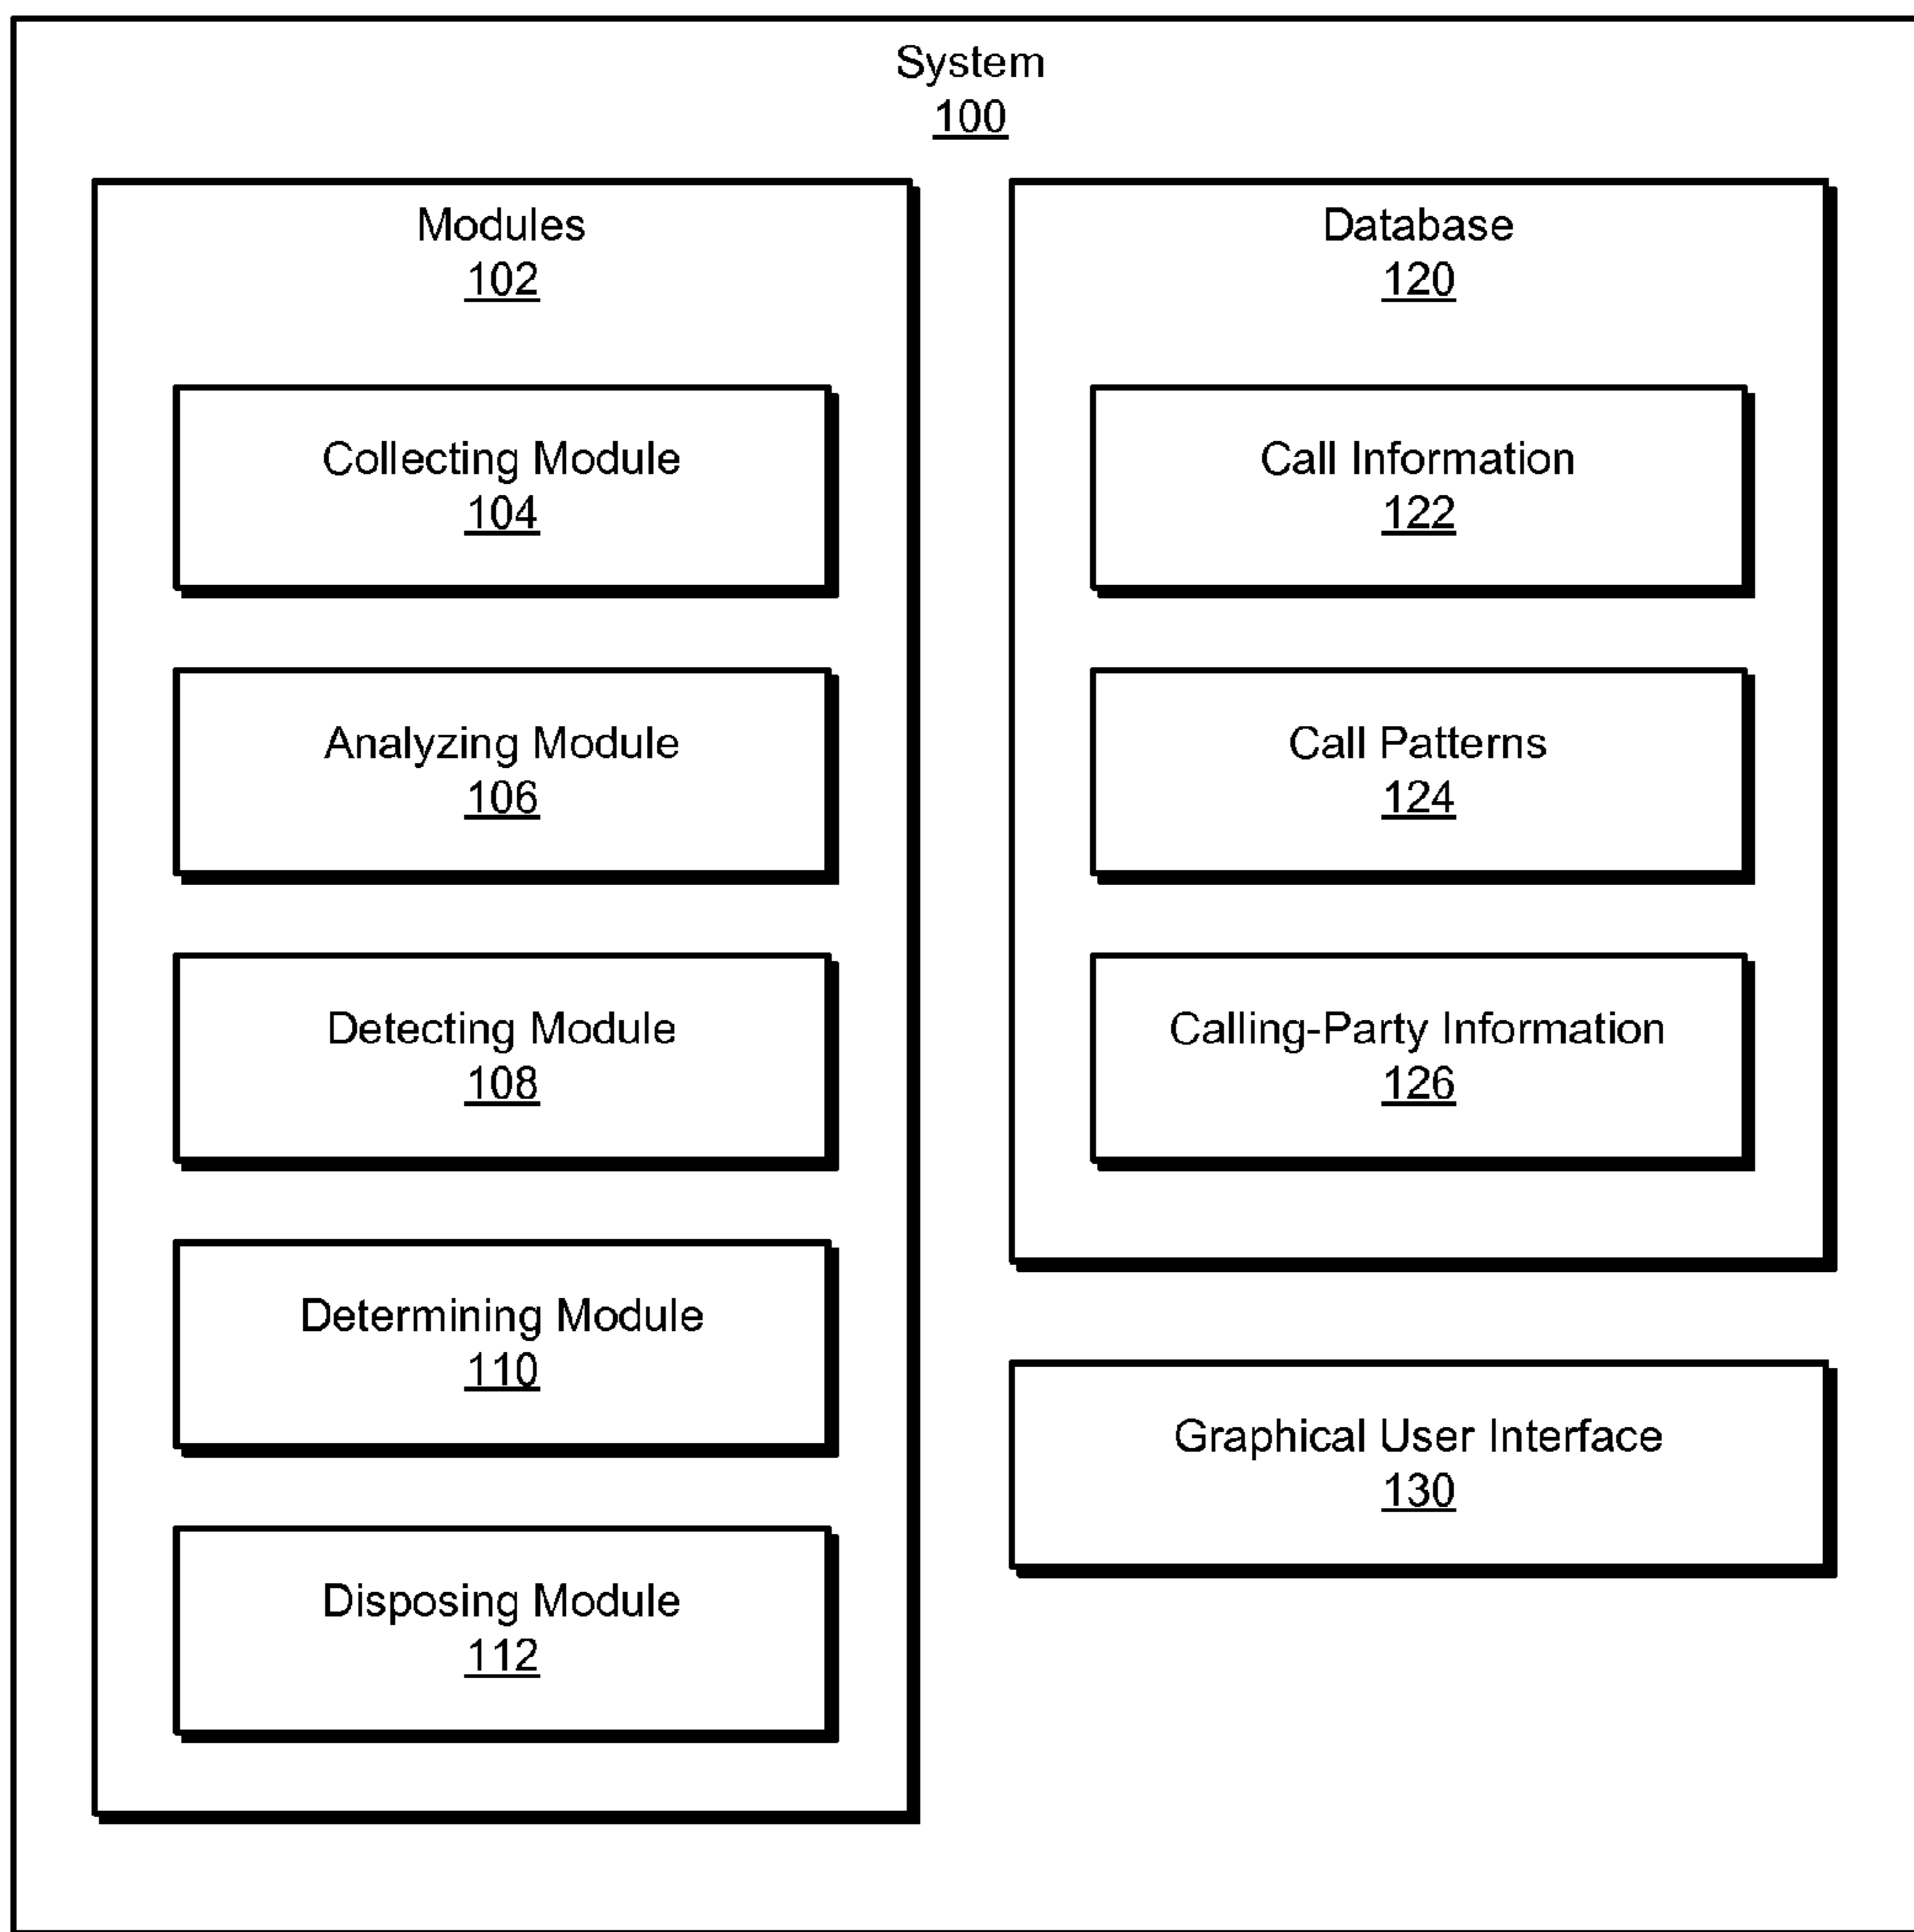 System
100
Modules
102
Collecting Module
104
Analyzing Module
106
Detecting Module
108
Determining Module
110
Disposing Module
112
Database
120
Call Information
122
Call Patterns
124
Calling-Party Information
126
Graphical User Interface
130